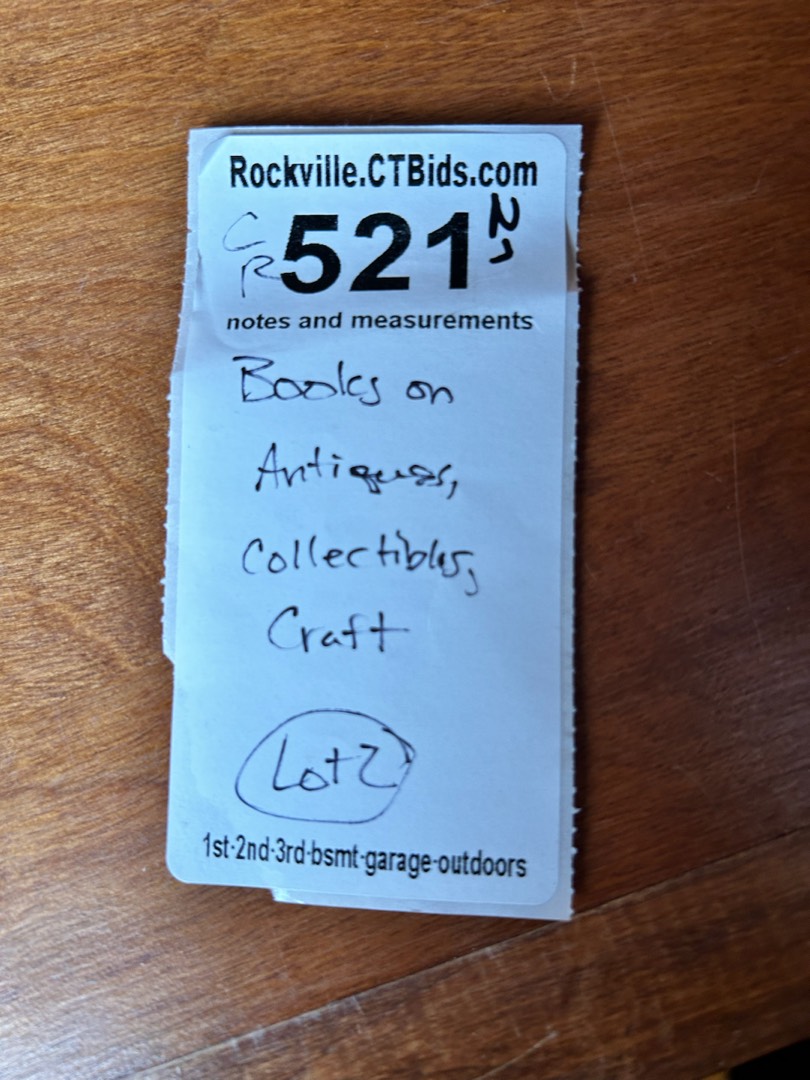 Rockville.CTBids.com
CR 521
notes and measurements
Books on
Antiques,
Collectibles,
Craft
Lot 2
1st-2nd-3rd-bsmt-garage-outdoors